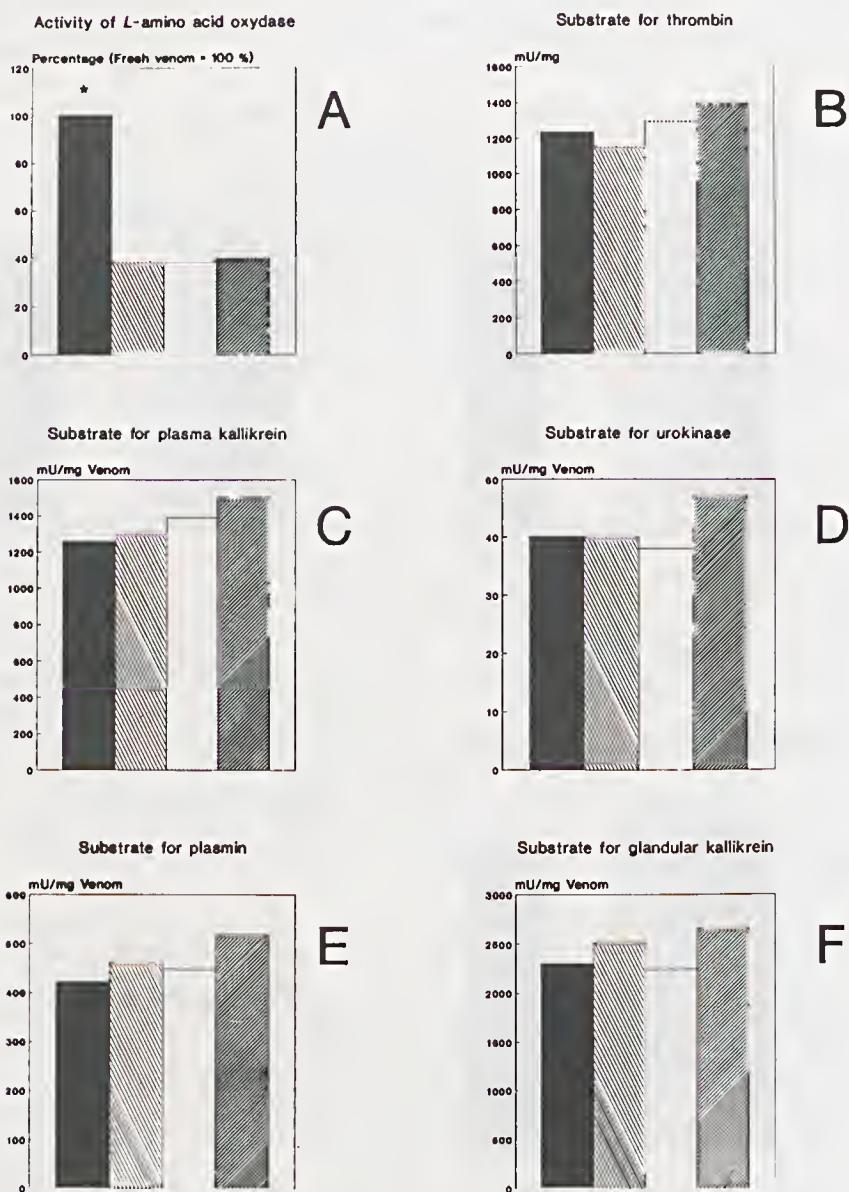 Activity of L-amino acid oxydase
Percentage (Fresh venom = 100 %)
120
100
80
60
40
20
0
*
A
Substrate for thrombin
mU/mg
1600
1400
1200
1000
800
600
400
200
0
B
Substrate for plasma kallikrein
mU/mg Venom
1600
1400
1200
1000
800
600
400
200
0
C
Substrate for urokinase
mU/mg Venom
50
40
30
20
10
0
D
Substrate for plasmin
mU/mg Venom
600
500
400
300
200
100
0
E
Substrate for glandular kallikrein
mU/mg Venom
3000
2500
2000
1500
1000
500
0
F